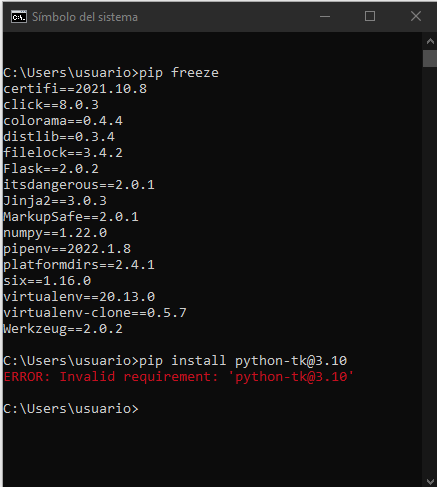 Símbolo del sistema
C:\Users\usuario>pip freeze
certifi==2021.10.8
click==8.0.3
colorama==0.4.4
distlib==0.3.4
filelock==3.4.2
Flask==2.0.2
itsdangerous==2.0.1
Jinja2==3.0.3
MarkupSafe==2.0.1
numpy==1.22.0
pipenv==2022.1.8
platformdirs==2.4.1
six==1.16.0
virtualenv==20.13.0
virtualenv-clone==0.5.7
Werkzeug==2.0.2
C:\Users\usuario>pip install python-tk@3.10
ERROR: Invalid requirement: 'python-tk@3.10'
C:\Users\usuario>